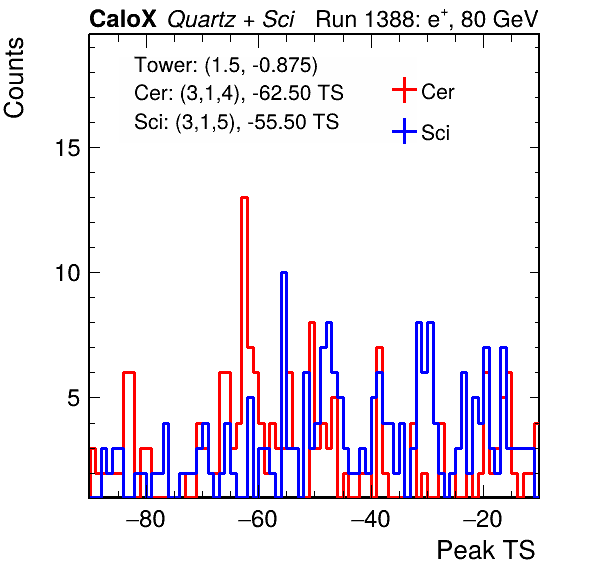 CaloX Quartz + Sci Run 1388: e⁺, 80 GeV
Tower: (1.5, -0.875)
Cer: (3,1,4), -62.50 TS
Sci: (3,1,5), -55.50 TS
Cer
Sci
Counts
15
10
5
−80 −60 −40 −20
Peak TS